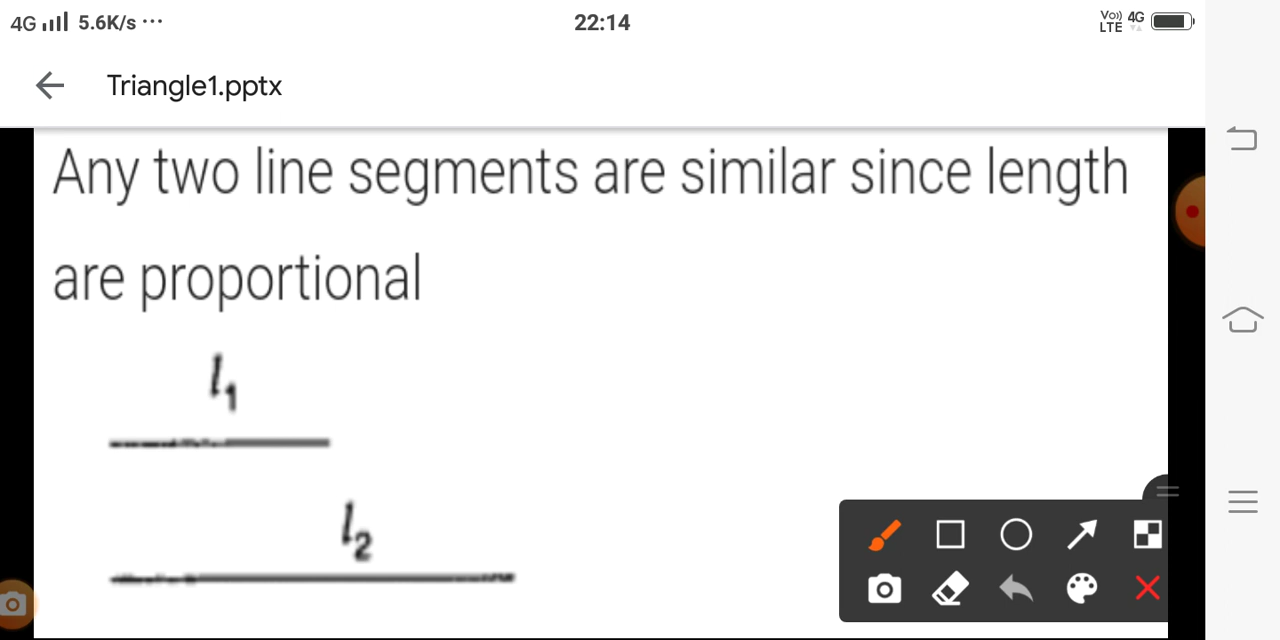 4G 5.6K/s ··· 22:14 Vo)) LTE 4G
Triangle1.pptx
Any two line segments are similar since length
are proportional
l₁
l₂